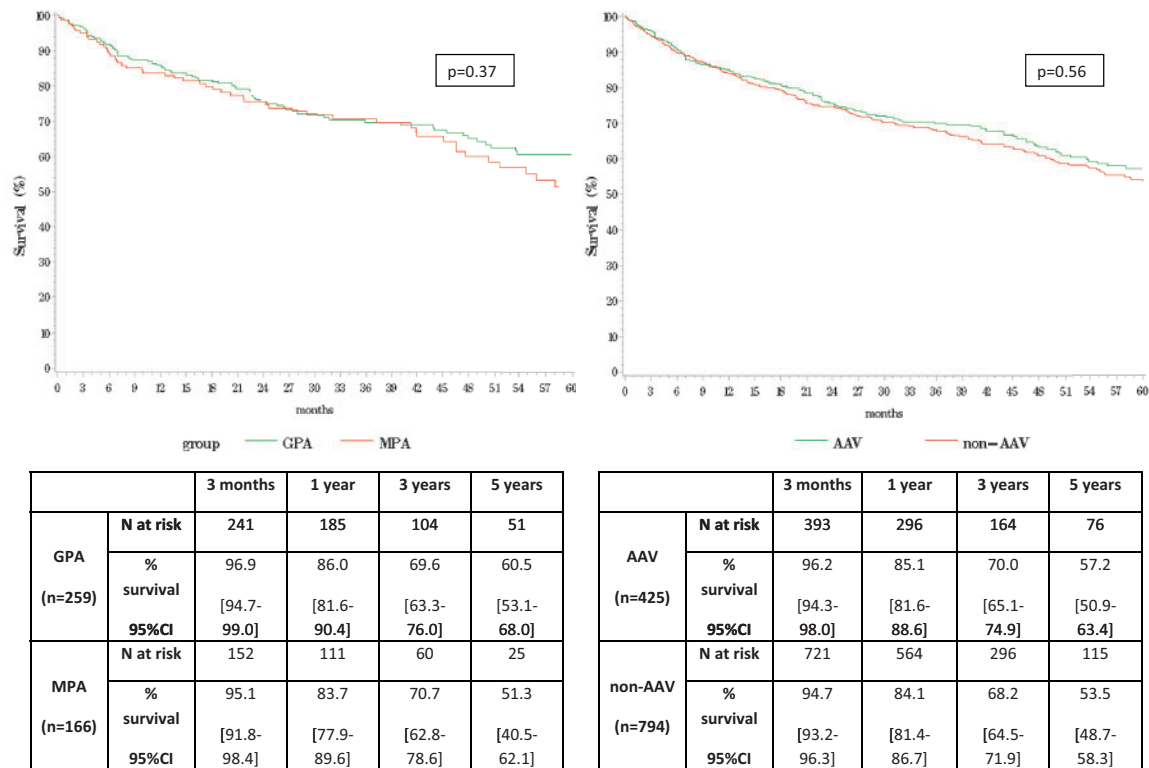 p=0.37
Survival (%)
100
90
80
70
60
50
40
30
20
10
0
0 3 6 9 12 15 18 21 24 27 30 33 36 39 42 45 48 51 54 57 60
months
group GPA MPA
p=0.56
Survival (%)
100
90
80
70
60
50
40
30
20
10
0
0 3 6 9 12 15 18 21 24 27 30 33 36 39 42 45 48 51 54 57 60
months
AAV non-AAV
3 months 1 year 3 years 5 years
GPA
(n=259)
N at risk 241 185 104 51
% 96.9 86.0 69.6 60.5
survival
[94.7- [81.6- [63.3- [53.1-
95%CI 99.0] 90.4] 76.0] 68.0]
MPA
(n=166)
N at risk 152 111 60 25
% 95.1 83.7 70.7 51.3
survival
[91.8- [77.9- [62.8- [40.5-
95%CI 98.4] 89.6] 78.6] 62.1]
3 months 1 year 3 years 5 years
AAV
(n=425)
N at risk 393 296 164 76
% 96.2 85.1 70.0 57.2
survival
[94.3- [81.6- [65.1- [50.9-
95%CI 98.0] 88.6] 74.9] 63.4]
non-AAV
(n=794)
N at risk 721 564 296 115
% 94.7 84.1 68.2 53.5
survival
[93.2- [81.4- [64.5- [48.7-
95%CI 96.3] 86.7] 71.9] 58.3]